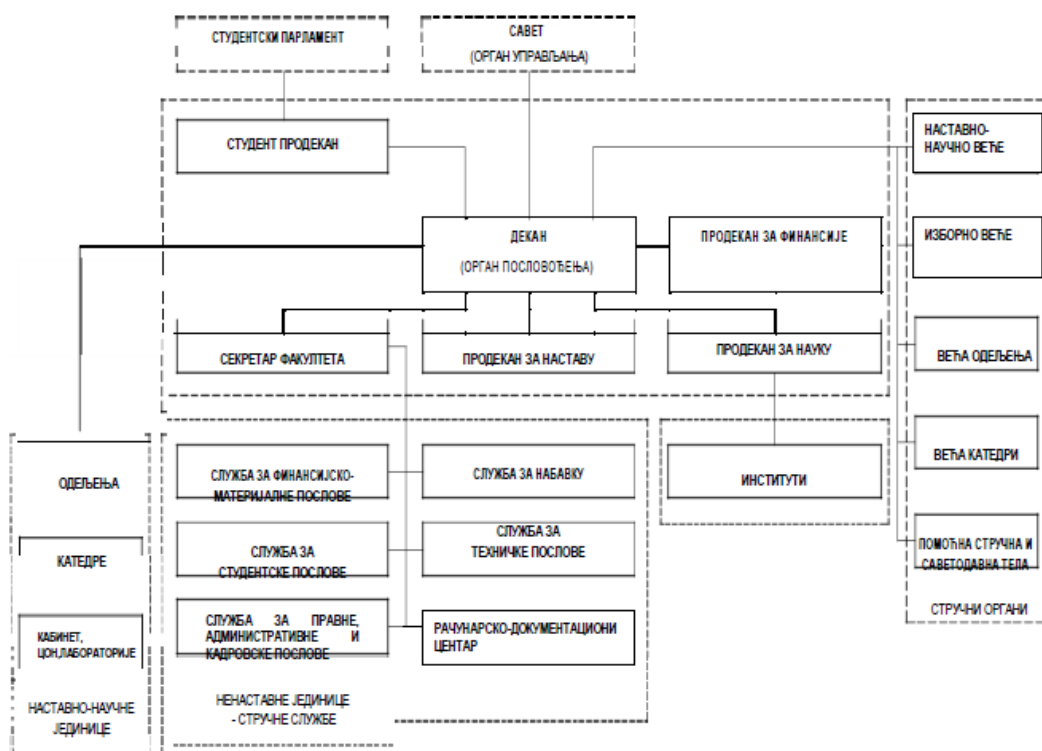 СТУДЕНТСКИ ПАРЛАМЕНТ
САВЕТ
(ОРГАН УПРАВЉАЊА)
СТУДЕНТ ПРОДЕКАН
НАСТАВНО-
НАУЧНО ВЕЋЕ
ДЕКАН
(ОРГАН ПОСЛОВОЂЕЊА)
ПРОДЕКАН ЗА ФИНАНСИЈЕ
ИЗБОРНО ВЕЋЕ
СЕКРЕТАР ФАКУЛТЕТА
ПРОДЕКАН ЗА НАСТАВУ
ПРОДЕКАН ЗА НАУКУ
ВЕЋА ОДЕЉЕЊА
ОДЕЉЕЊА
СЛУЖБА ЗА ФИНАНСИЈСКО-
МАТЕРИЈАЛНЕ ПОСЛОВЕ
СЛУЖБА ЗА НАБАВКУ
ИНСТИТУТИ
ВЕЋА КАТЕДРИ
КАТЕДРЕ
СЛУЖБА ЗА
СТУДЕНТСКЕ ПОСЛОВЕ
СЛУЖБА ЗА
ТЕХНИЧКЕ ПОСЛОВЕ
ПОМОЋНА СТРУЧНА И
САВЕТОДАВНА ТЕЛА
СТРУЧНИ ОРГАНИ
КАБИНЕТ,
ЦОН,ЛАБОРАТОРИЈЕ
СЛУЖБА ЗА ПРАВНЕ,
АДМИНИСТРАТИВНЕ И
КАДРОВСКЕ ПОСЛОВЕ
РАЧУНАРСКО-ДОКУМЕНТАЦИОНИ
ЦЕНТАР
НАСТАВНО-НАУЧНЕ
ЈЕДИНИЦЕ
НЕНАСТАВНЕ ЈЕДИНИЦЕ
- СТРУЧНЕ СЛУЖБЕ